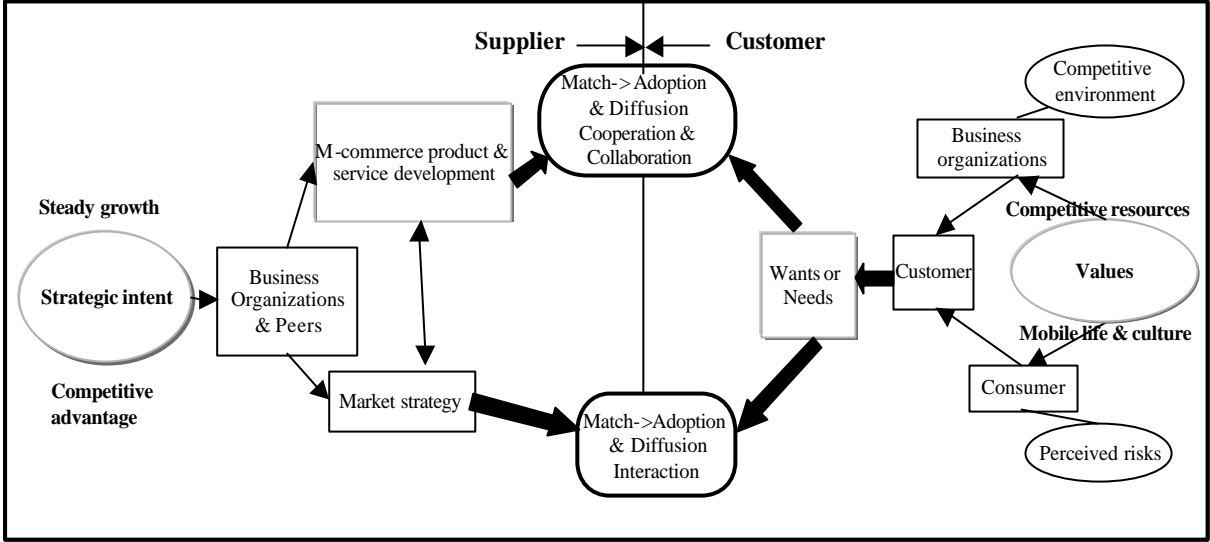 Supplier
Customer
Match->Adoption
& Diffusion
Cooperation &
Collaboration
Competitive
environment
Business
organizations
M-commerce product &
service development
Steady growth
Competitive resources
Strategic intent
Business
Organizations
& Peers
Wants or
Needs
Customer
Values
Mobile life & culture
Competitive
advantage
Market strategy
Consumer
Match->Adoption
& Diffusion
Interaction
Perceived risks